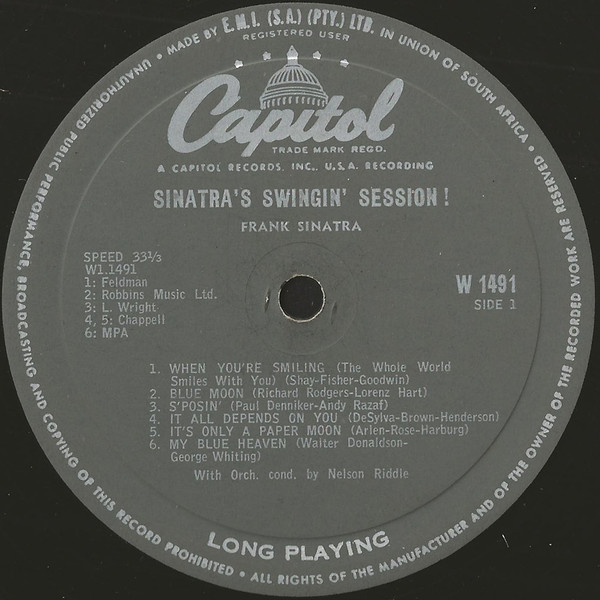 MADE BY E.M.I. (S.A.) (PTY.) LTD. IN UNION OF SOUTH AFRICA • ALL RIGHTS OF THE MANUFACTURER AND OF THE OWNER OF THE RECORDED WORK ARE RESERVED
UNAUTHORIZED PUBLIC PERFORMANCE, BROADCASTING AND COPYING OF THIS RECORD PROHIBITED •
REGISTERED USER
Capitol
TRADE MARK REGD.
A CAPITOL RECORDS, INC., U.S.A. RECORDING
SINATRA'S SWINGIN' SESSION!
FRANK SINATRA
SPEED 33⅓
W1.1491
1: Feldman
2: Robbins Music Ltd.
3: L. Wright
4, 5: Chappell
6: MPA
W 1491
SIDE 1
1. WHEN YOU'RE SMILING (The Whole World
Smiles With You) (Shay-Fisher-Goodwin)
2. BLUE MOON (Richard Rodgers-Lorenz Hart)
3. S'POSIN' (Paul Denniker-Andy Razaf)
4. IT ALL DEPENDS ON YOU (DeSylva-Brown-Henderson)
5. IT'S ONLY A PAPER MOON (Arlen-Rose-Harburg)
6. MY BLUE HEAVEN (Walter Donaldson-
George Whiting)
With Orch. cond. by Nelson Riddle
LONG PLAYING